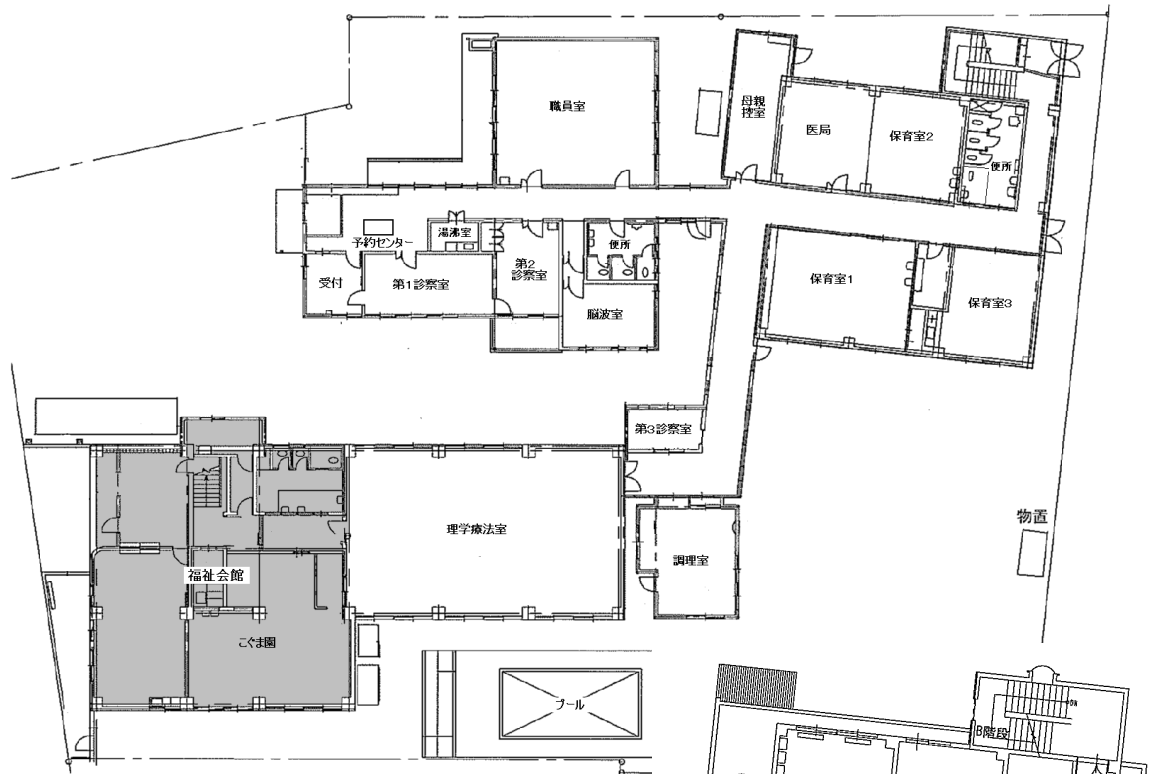 職員室
母親
控室
医局
保育室2
便所
予約センター
湯沸室
受付
第1診察室
第2
診察室
便所
脳波室
保育室1
保育室3
第3診察室
理学療法室
調理室
物置
福祉会館
こぐま園
プール
B階段
DN